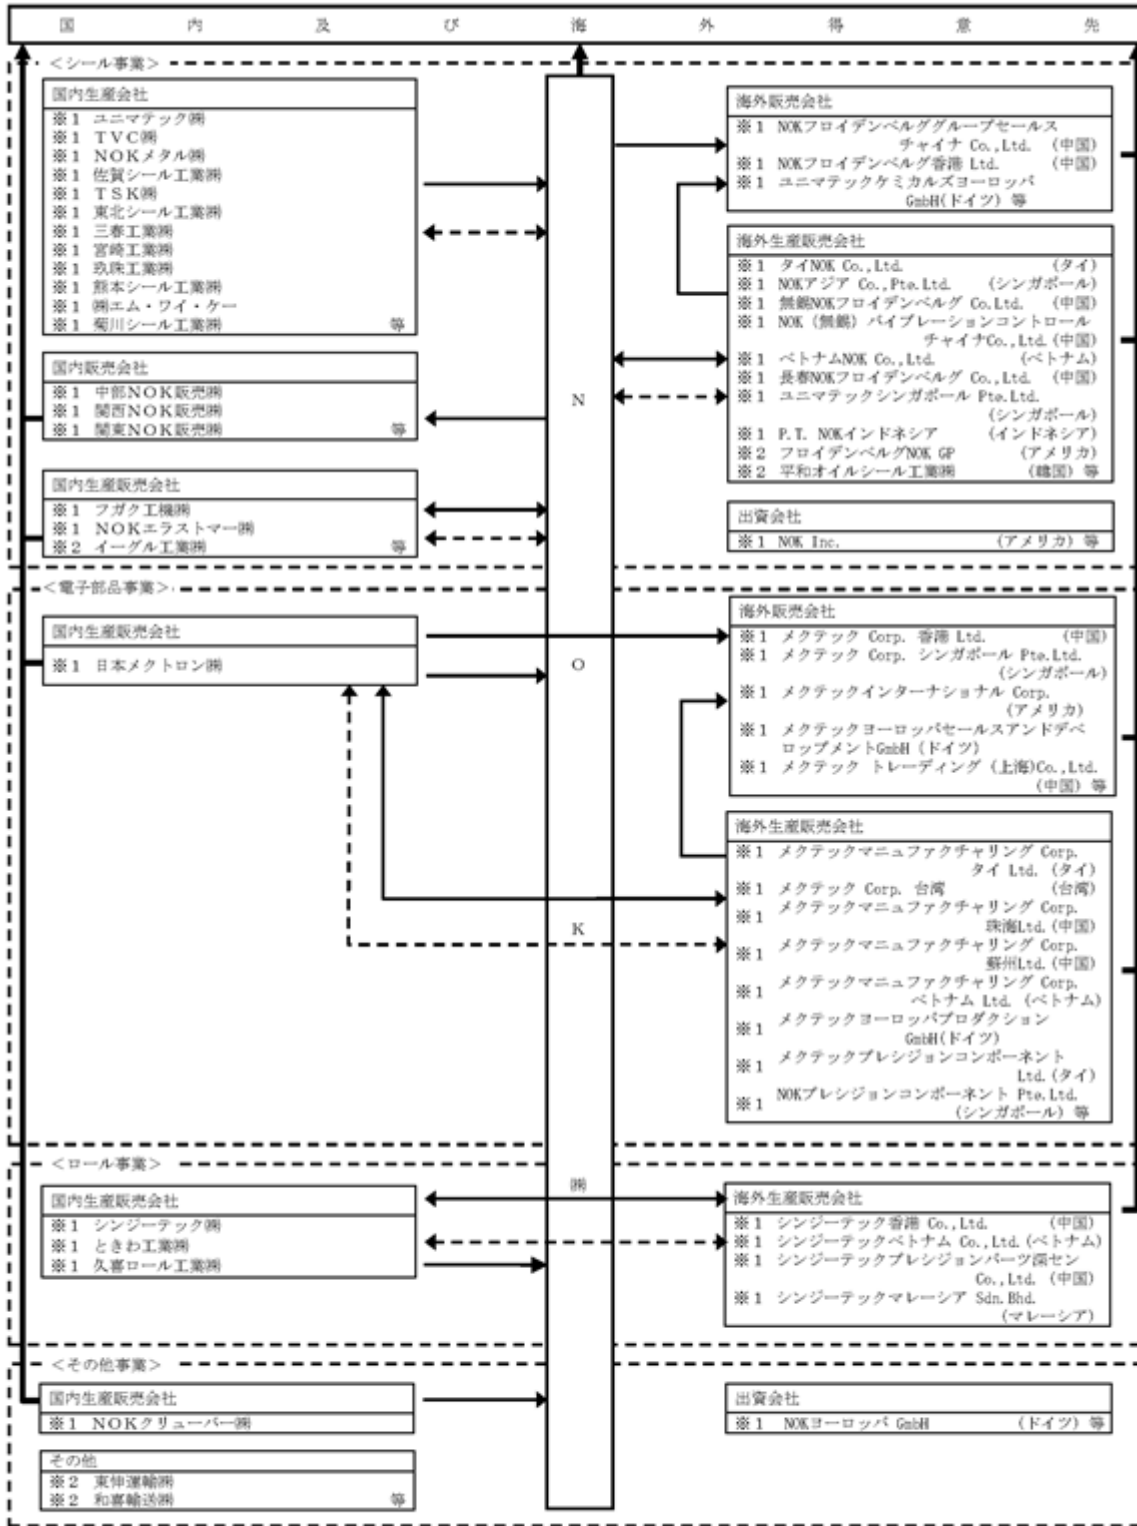 国内及び海外得意先
＜シール事業＞
国内生産会社
※1 ユニマテック㈱
※1 TVC㈱
※1 NOKメタル㈱
※1 佐賀シール工業㈱
※1 TSK㈱
※1 東北シール工業㈱
※1 三春工業㈱
※1 宮崎工業㈱
※1 玖珠工業㈱
※1 熊本シール工業㈱
※1 ㈱エム・ワイ・ケー
※1 菊川シール工業㈱ 等
国内販売会社
※1 中部NOK販売㈱
※1 関西NOK販売㈱
※1 関東NOK販売㈱ 等
国内生産販売会社
※1 フガク工機㈱
※1 NOKエラストマー㈱
※2 イーグル工業㈱ 等
海外販売会社
※1 NOKフロイデンベルググループセールス
チャイナ Co.,Ltd. (中国)
※1 NOKフロイデンベルグ香港 Ltd. (中国)
※1 ユニマテックケミカルズヨーロッパ
GmbH(ドイツ) 等
海外生産販売会社
※1 タイNOK Co.,Ltd. (タイ)
※1 NOKアジア Co.,Pte.Ltd. (シンガポール)
※1 無錫NOKフロイデンベルグ Co.Ltd. (中国)
※1 NOK (無錫) バイブレーションコントロール
チャイナCo.,Ltd.(中国)
※1 ベトナムNOK Co.,Ltd. (ベトナム)
※1 長春NOKフロイデンベルグ Co.,Ltd. (中国)
※1 ユニマテックシンガポール Pte.Ltd.
(シンガポール)
※1 P.T. NOKインドネシア (インドネシア)
※2 フロイデンベルグNOK GP (アメリカ)
※2 平和オイルシール工業㈱ (韓国) 等
出資会社
※1 NOK Inc. (アメリカ) 等
N
O
K
㈱
＜電子部品事業＞
国内生産販売会社
※1 日本メクトロン㈱
海外販売会社
※1 メクテック Corp. 香港 Ltd. (中国)
※1 メクテック Corp. シンガポール Pte.Ltd.
(シンガポール)
※1 メクテックインターナショナル Corp.
(アメリカ)
※1 メクテックヨーロッパセールスアンドデベ
ロップメントGmbH (ドイツ)
※1 メクテック トレーディング (上海)Co.,Ltd.
(中国) 等
海外生産販売会社
※1 メクテックマニュファクチャリング Corp.
タイ Ltd. (タイ)
※1 メクテック Corp. 台湾 (台湾)
※1 メクテックマニュファクチャリング Corp.
珠海Ltd.(中国)
※1 メクテックマニュファクチャリング Corp.
蘇州Ltd.(中国)
※1 メクテックマニュファクチャリング Corp.
ベトナム Ltd. (ベトナム)
※1 メクテックヨーロッパプロダクション
GmbH(ドイツ)
※1 メクテックプレシジョンコンポーネント
Ltd.(タイ)
※1 NOKプレシジョンコンポーネント Pte.Ltd.
(シンガポール) 等
＜ロール事業＞
国内生産販売会社
※1 シンジーテック㈱
※1 ときわ工業㈱
※1 久喜ロール工業㈱
海外生産販売会社
※1 シンジーテック香港 Co.,Ltd. (中国)
※1 シンジーテックベトナム Co.,Ltd.(ベトナム)
※1 シンジーテックプレシジョンパーツ深セン
Co.,Ltd. (中国)
※1 シンジーテックマレーシア Sdn.Bhd.
(マレーシア)
＜その他事業＞
国内生産販売会社
※1 NOKクリューバー㈱
その他
※2 東伸運輸㈱
※2 和喜輸送㈱ 等
出資会社
※1 NOKヨーロッパ GmbH (ドイツ) 等